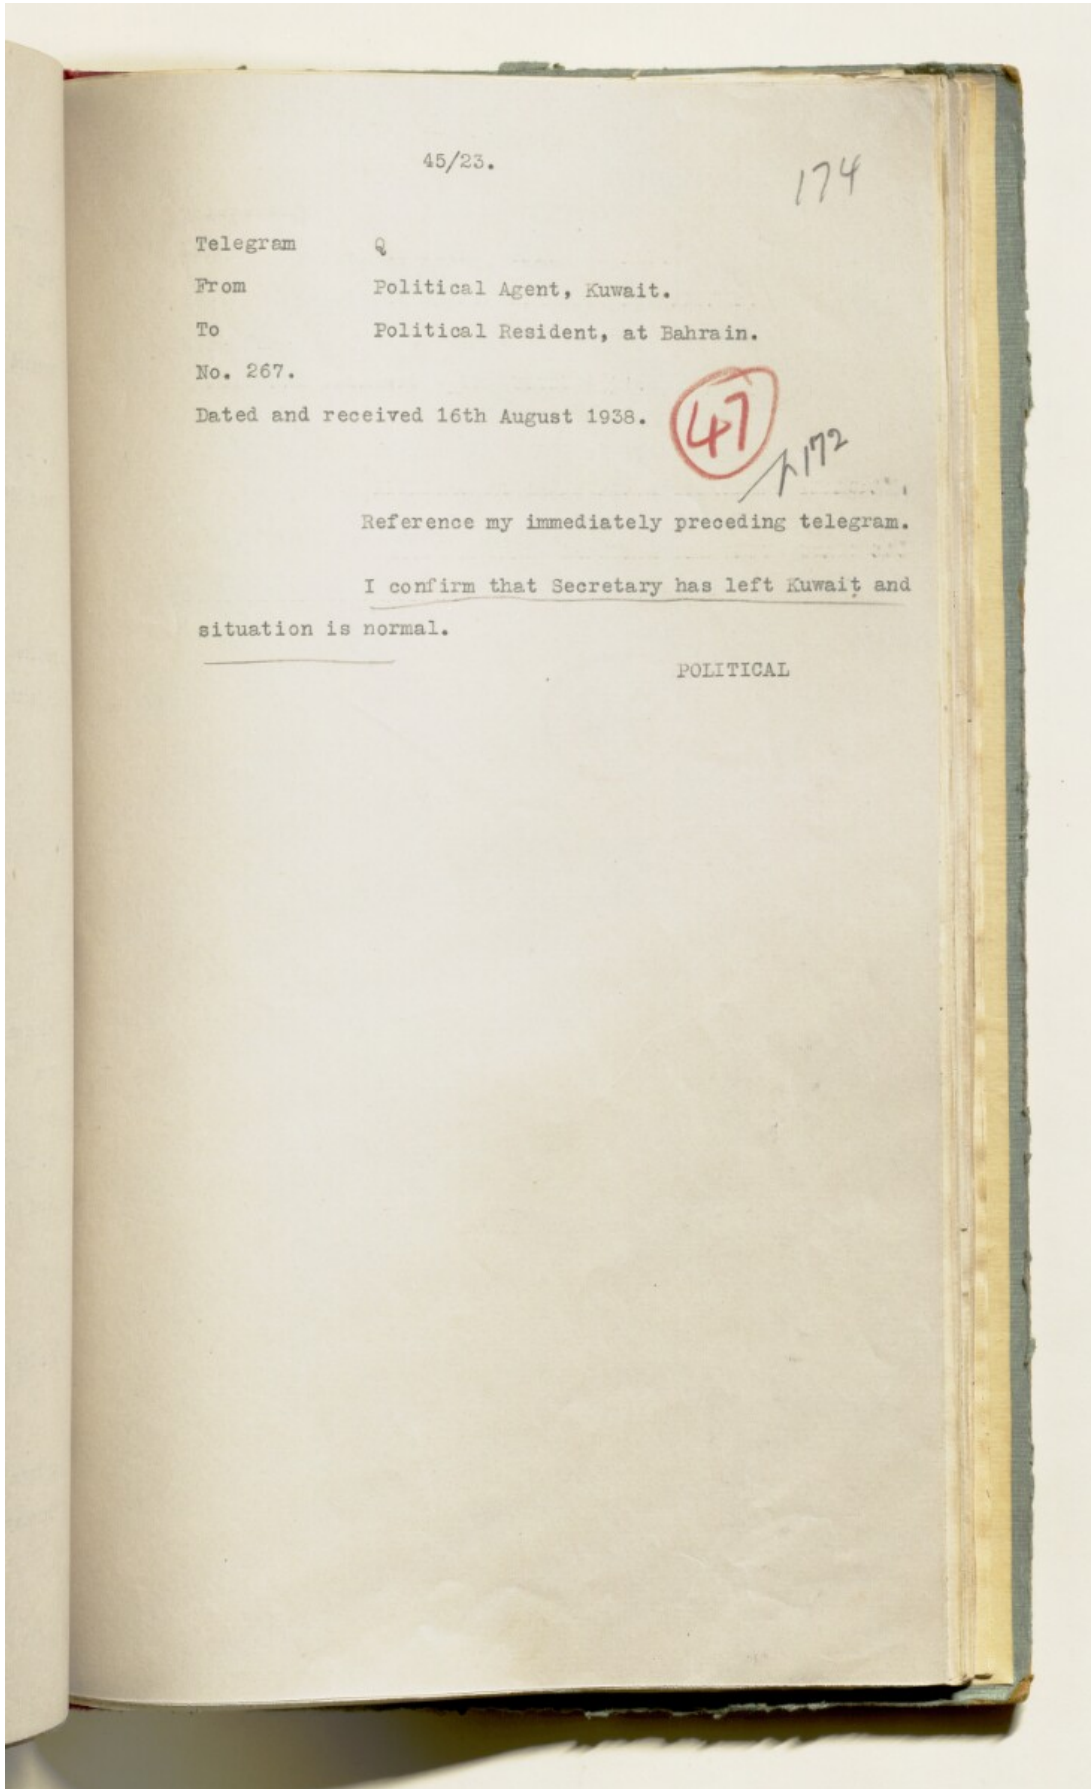 45/23.
174
Telegram Q
From Political Agent, Kuwait.
To Political Resident, at Bahrain.
No. 267.
Dated and received 16th August 1938.
47
p172
Reference my immediately preceding telegram.
I confirm that Secretary has left Kuwait and
situation is normal.
POLITICAL